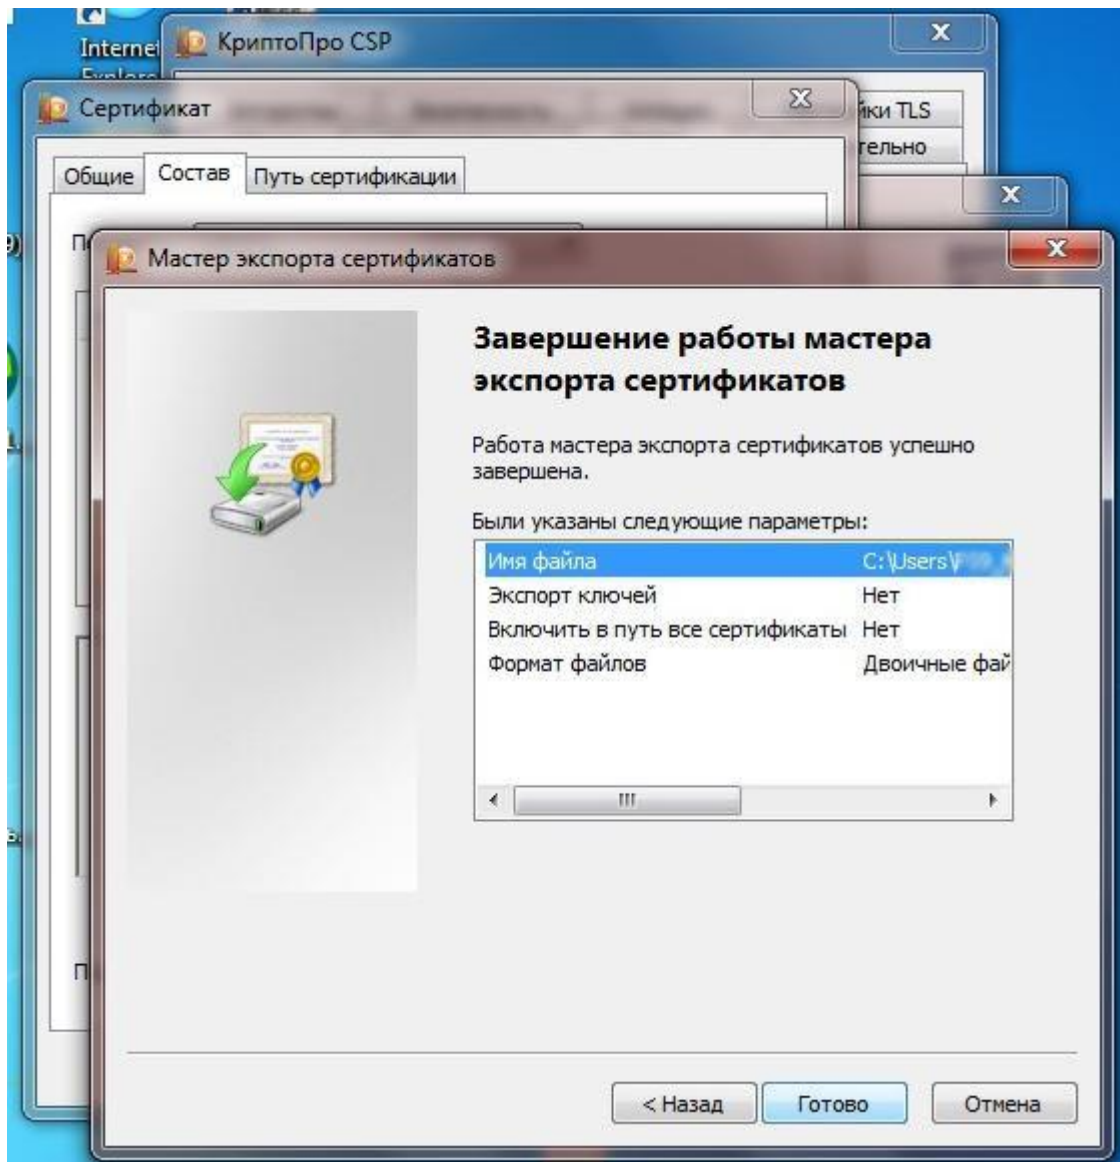 Interne
Explore
КриптоПро CSP
Сертификат
йки TLS
тельно
Общие
Состав
Путь сертификации
П
Мастер экспорта сертификатов
Завершение работы мастера
экспорта сертификатов
Работа мастера экспорта сертификатов успешно
завершена.
Были указаны следующие параметры:
Имя файла C:\Users\
Экспорт ключей Нет
Включить в путь все сертификаты Нет
Формат файлов Двоичные фай
П
< Назад
Готово
Отмена